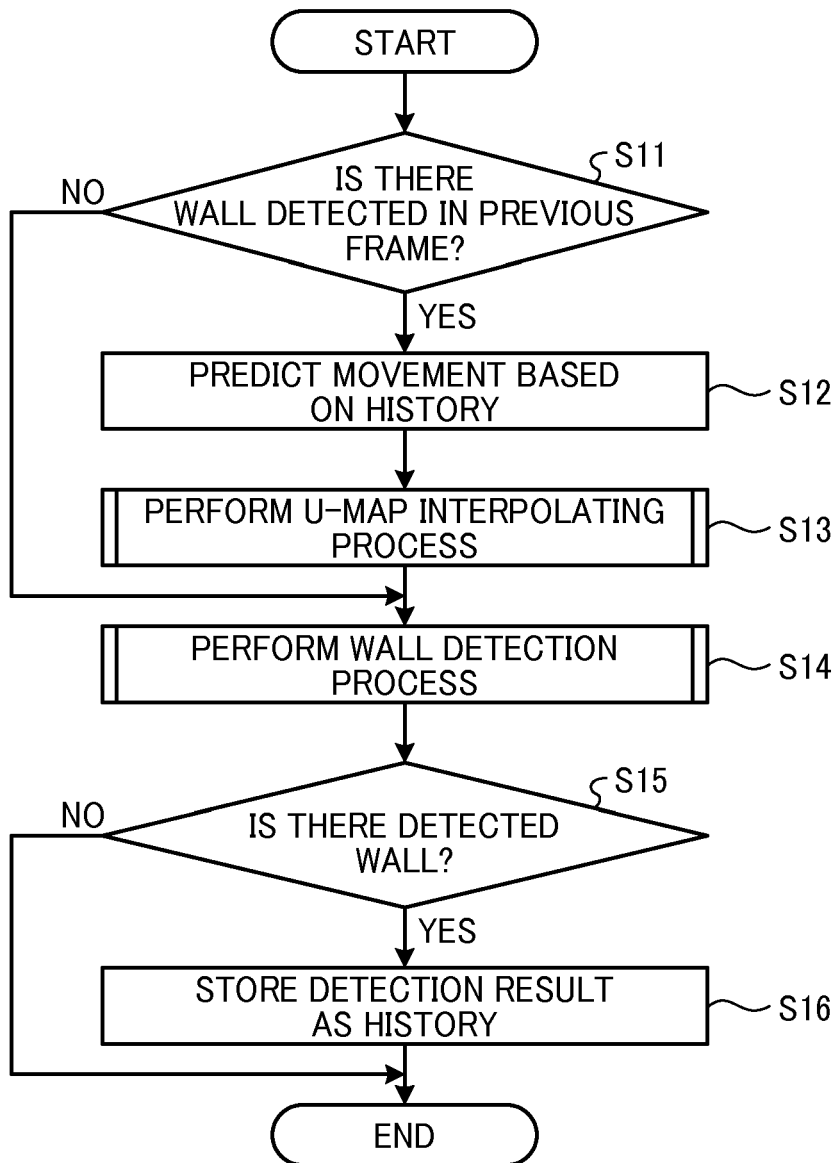 START
S11
IS THERE
NO
WALL DETECTED IN PREVIOUS
FRAME?
YES
PREDICT MOVEMENT BASED
ON HISTORY
S12
PERFORM U-MAP INTERPOLATING
PROCESS
S13
PERFORM WALL DETECTION
PROCESS
S14
S15
NO
IS THERE DETECTED
WALL?
YES
STORE DETECTION RESULT
AS HISTORY
S16
END